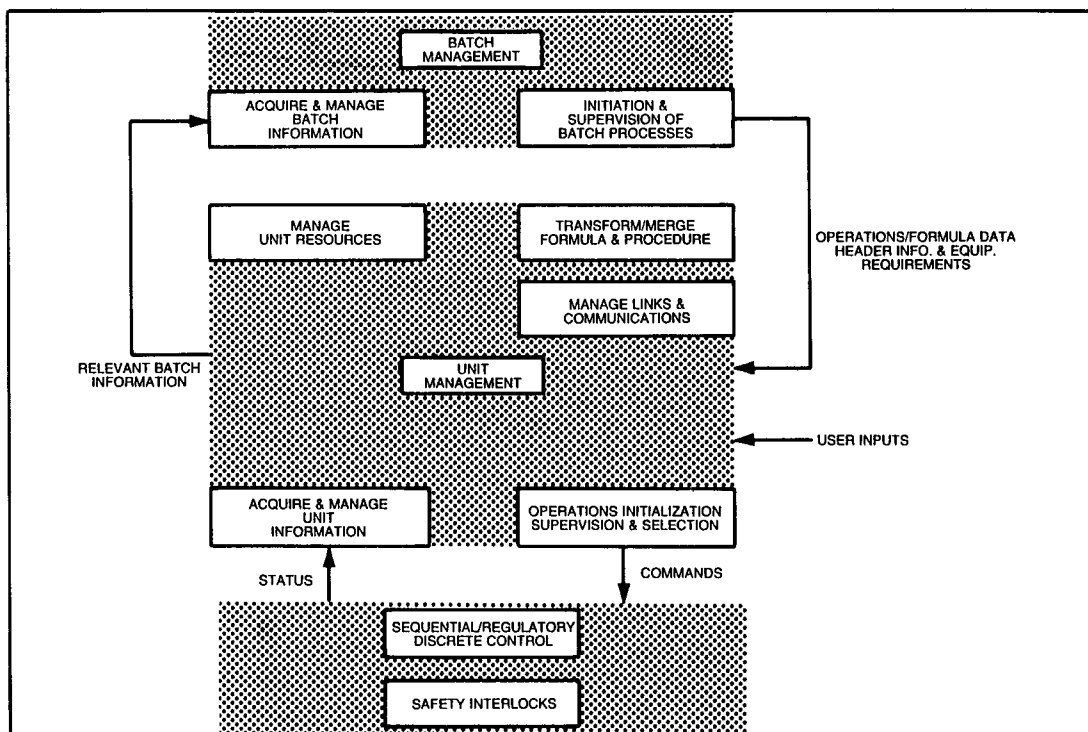 BATCH
MANAGEMENT
ACQUIRE & MANAGE
BATCH
INFORMATION
INITIATION &
SUPERVISION OF
BATCH PROCESSES
MANAGE
UNIT RESOURCES
TRANSFORM/MERGE
FORMULA & PROCEDURE
OPERATIONS/FORMULA DATA
HEADER INFO. & EQUIP.
REQUIREMENTS
MANAGE LINKS &
COMMUNICATIONS
RELEVANT BATCH
INFORMATION
UNIT
MANAGEMENT
USER INPUTS
ACQUIRE & MANAGE
UNIT
INFORMATION
OPERATIONS INITIALIZATION
SUPERVISION & SELECTION
STATUS
COMMANDS
SEQUENTIAL/REGULATORY
DISCRETE CONTROL
SAFETY INTERLOCKS